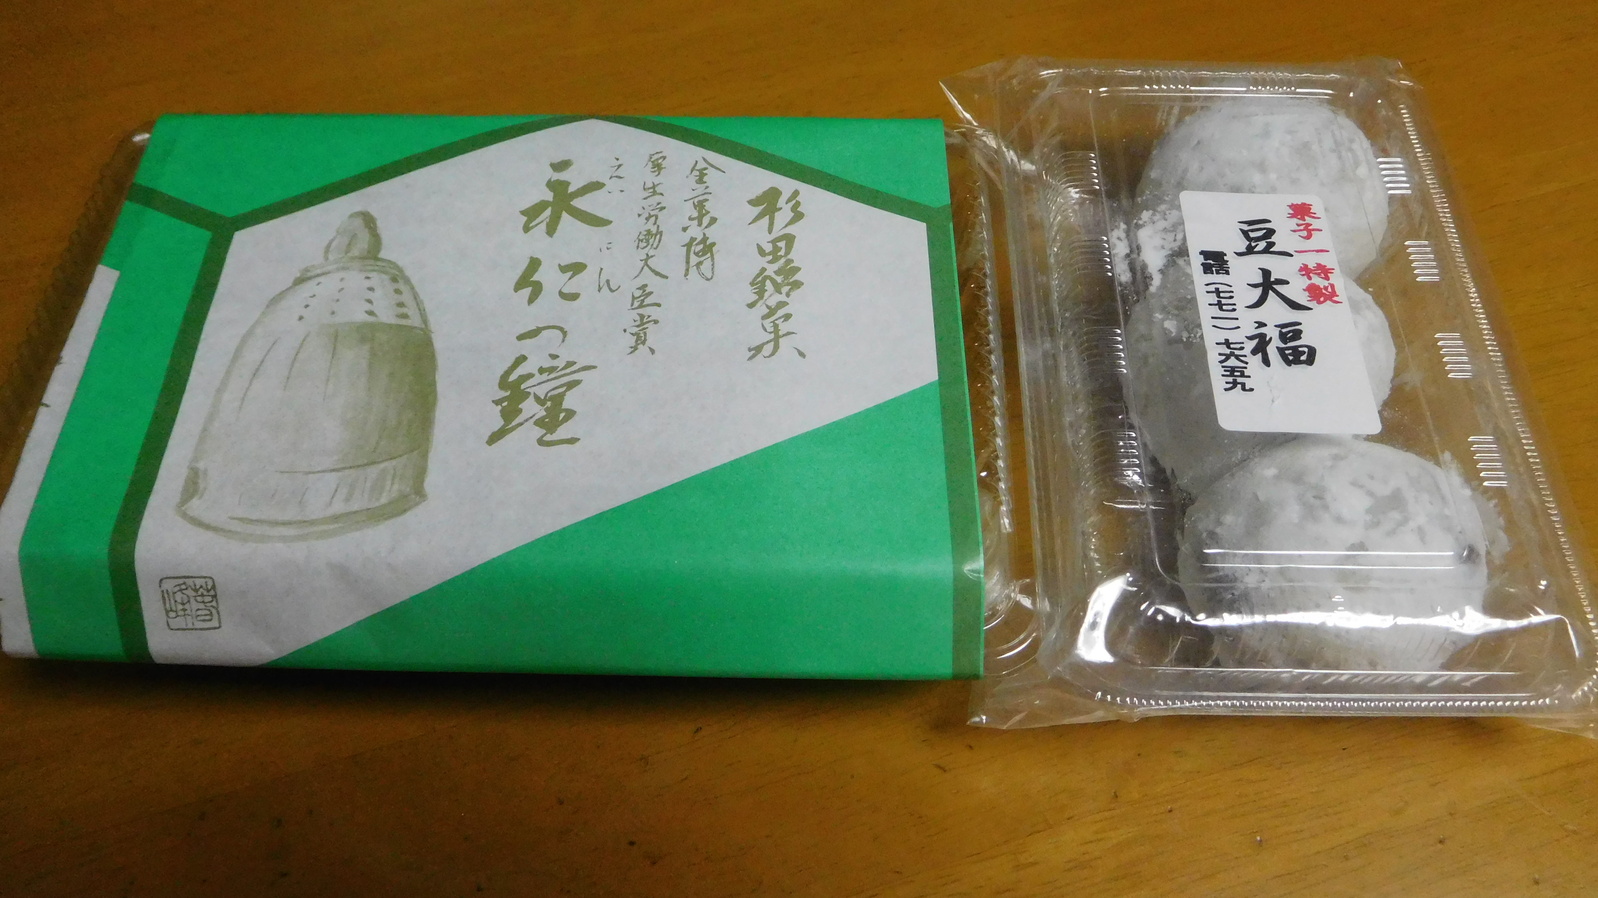 杉田銘菓
全菓博
厚生労働大臣賞
えい にん
永仁の鐘
菓子一特製
豆大福
電話(七七一)七六五九